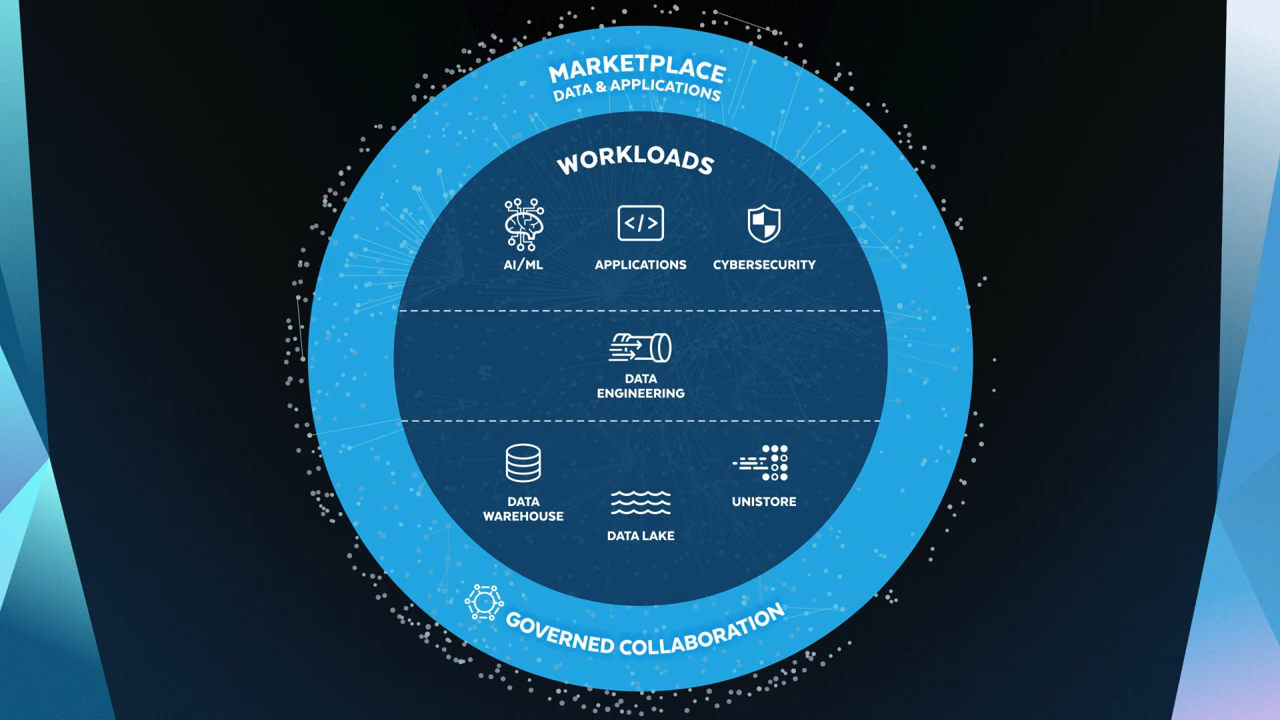 MARKETPLACE
DATA & APPLICATIONS
WORKLOADS
</>
AI/ML
APPLICATIONS
CYBERSECURITY
DATA
ENGINEERING
DATA
WAREHOUSE
DATA LAKE
UNISTORE
GOVERNED COLLABORATION